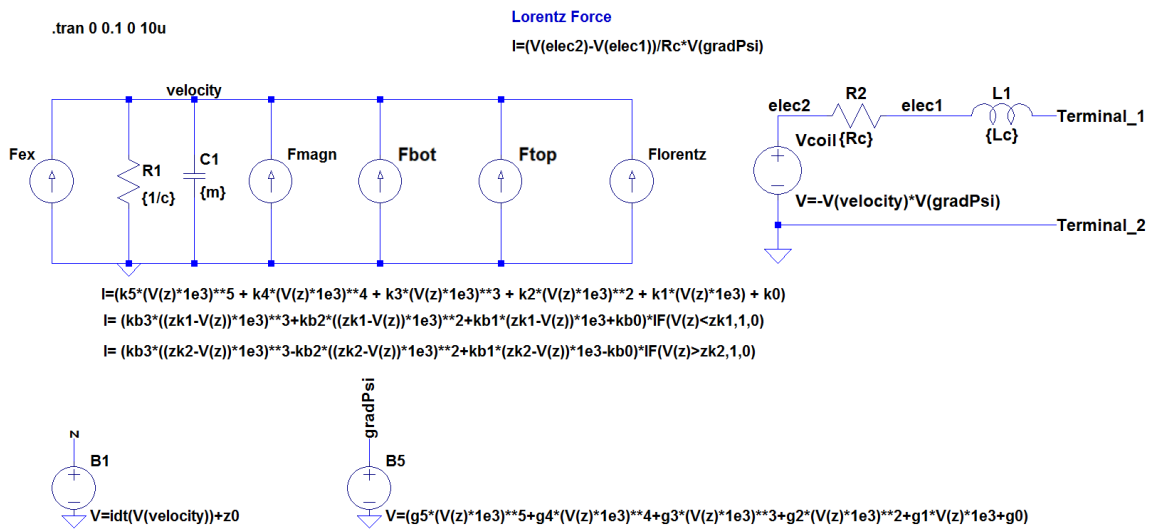 Lorentz Force
.tran 0 0.1 0 10u
I=(V(elec2)-V(elec1))/Rc*V(gradPsi)
velocity
Fex
R1
{1/c}
C1
{m}
Fmagn
Fbot
Ftop
Florentz
elec2
R2
{Rc}
elec1
L1
{Lc}
Terminal_1
Vcoil
V=-V(velocity)*V(gradPsi)
Terminal_2
I=(k5*(V(z)*1e3)**5 + k4*(V(z)*1e3)**4 + k3*(V(z)*1e3)**3 + k2*(V(z)*1e3)**2 + k1*(V(z)*1e3) + k0)
I= (kb3*((zk1-V(z))*1e3)**3+kb2*((zk1-V(z))*1e3)**2+kb1*(zk1-V(z))*1e3+kb0)*IF(V(z)<zk1,1,0)
I= (kb3*((zk2-V(z))*1e3)**3-kb2*((zk2-V(z))*1e3)**2+kb1*(zk2-V(z))*1e3-kb0)*IF(V(z)>zk2,1,0)
z
B1
V=idt(V(velocity))+z0
gradPsi
B5
V=(g5*(V(z)*1e3)**5+g4*(V(z)*1e3)**4+g3*(V(z)*1e3)**3+g2*(V(z)*1e3)**2+g1*V(z)*1e3+g0)